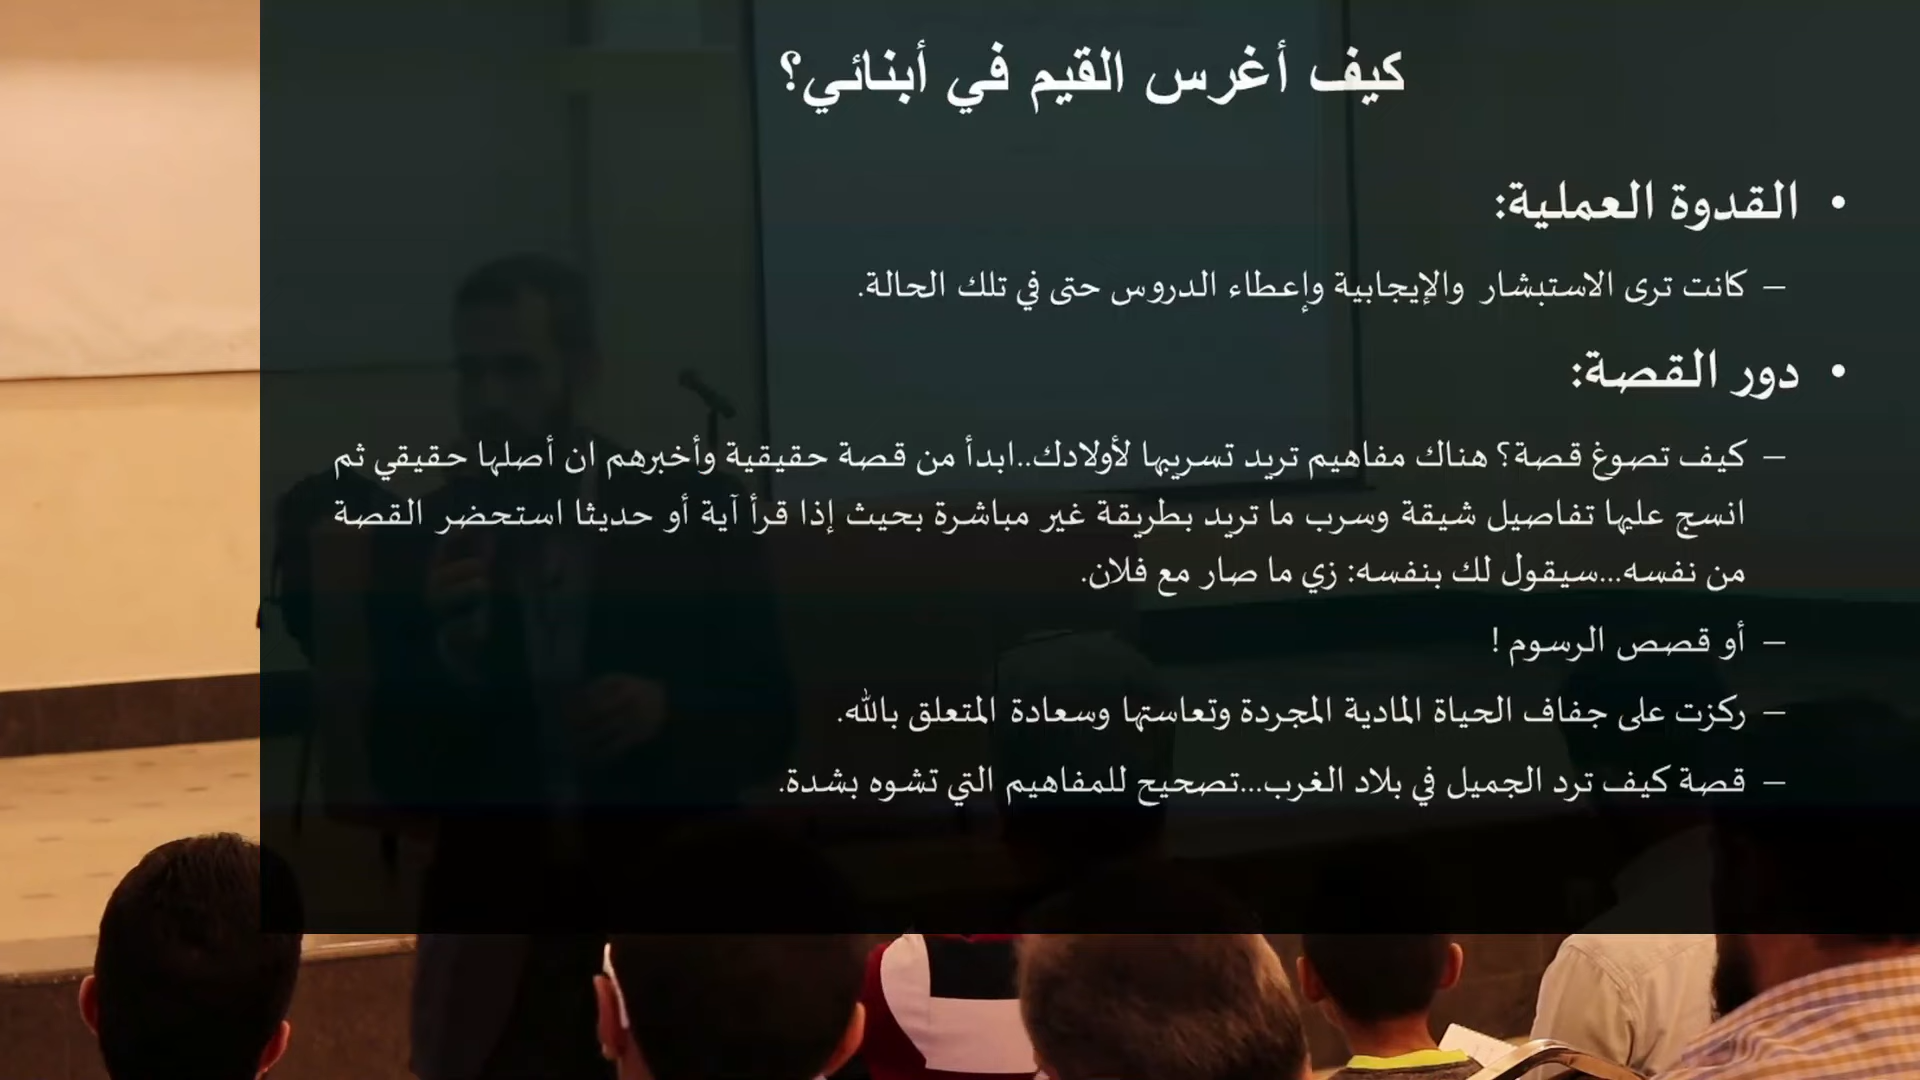 كيف أغرس القيم في أبنائي؟
• القدوة العملية:
– كانت ترى الاستبشار والإيجابية وإعطاء الدروس حتى في تلك الحالة.
• دور القصة:
– كيف تصوغ قصة؟ هناك مفاهيم تريد تسريبها لأولادك..ابدأ من قصة حقيقية وأخبرهم ان أصلها حقيقي ثم
انسج عليها تفاصيل شيقة وسرب ما تريد بطريقة غير مباشرة بحيث إذا قرأ آية أو حديثا استحضر القصة
من نفسه...سيقول لك بنفسه: زي ما صار مع فلان.
– أو قصص الرسوم !
– ركزت على جفاف الحياة المادية المجردة وتعاستها وسعادة المتعلق بالله.
– قصة كيف ترد الجميل في بلاد الغرب...تصحيح للمفاهيم التي تشوه بشدة.